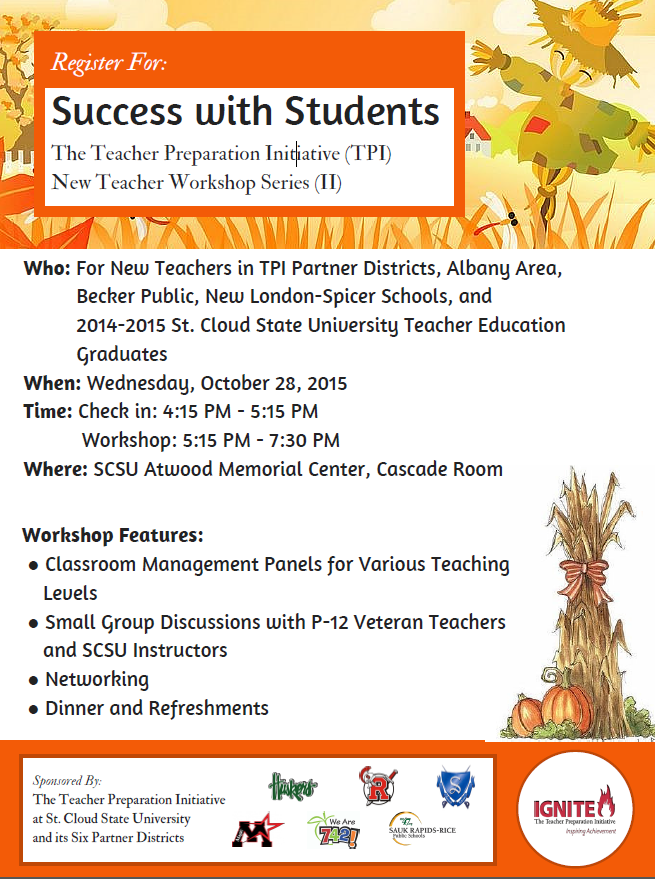 Register For:
Success with Students
The Teacher Preparation Initiative (TPI)
New Teacher Workshop Series (II)
Who: For New Teachers in TPI Partner Districts, Albany Area,
Becker Public, New London-Spicer Schools, and
2014-2015 St. Cloud State University Teacher Education
Graduates
When: Wednesday, October 28, 2015
Time: Check in: 4:15 PM - 5:15 PM
Workshop: 5:15 PM - 7:30 PM
Where: SCSU Atwood Memorial Center, Cascade Room
Workshop Features:
• Classroom Management Panels for Various Teaching
Levels
• Small Group Discussions with P-12 Veteran Teachers
and SCSU Instructors
• Networking
• Dinner and Refreshments
Sponsored By:
The Teacher Preparation Initiative
at St. Cloud State University
and its Six Partner Districts
Huskers
R
S
M
We Are
742!
SAUK RAPIDS-RICE
Public Schools
IGNITE
The Teacher Preparation Initiative
Inspiring Achievement